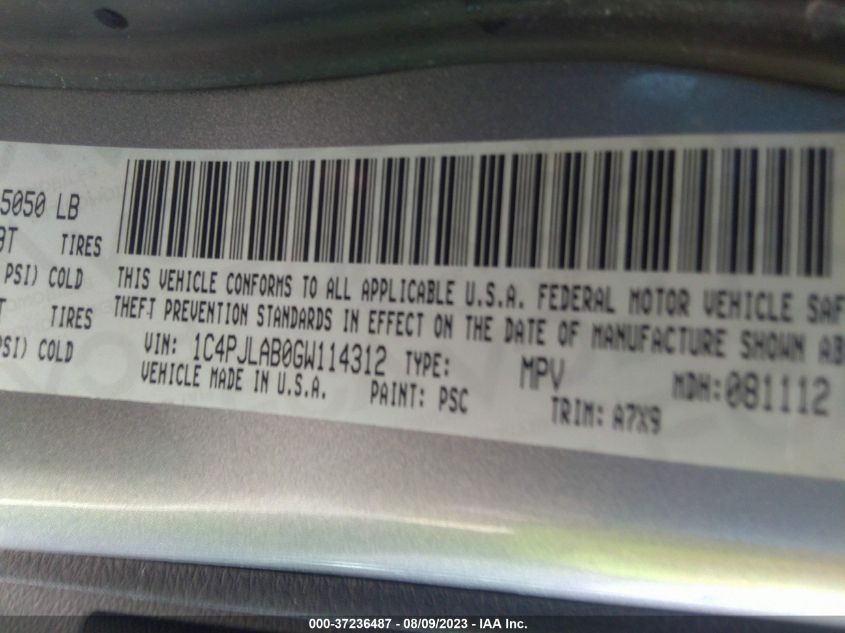 5050 LB
TIRES
PSI) COLD
TIRES
PSI) COLD
THIS VEHICLE CONFORMS TO ALL APPLICABLE U.S.A. FEDERAL MOTOR VEHICLE SAF
THEFT PREVENTION STANDARDS IN EFFECT ON THE DATE OF MANUFACTURE SHOWN AB
VIN: 1C4PJLAB0GW114312 TYPE: MPV MDH:081112
VEHICLE MADE IN U.S.A. PAINT: PSC TRIM: A7X9
000-37236487 - 08/09/2023 - IAA Inc.